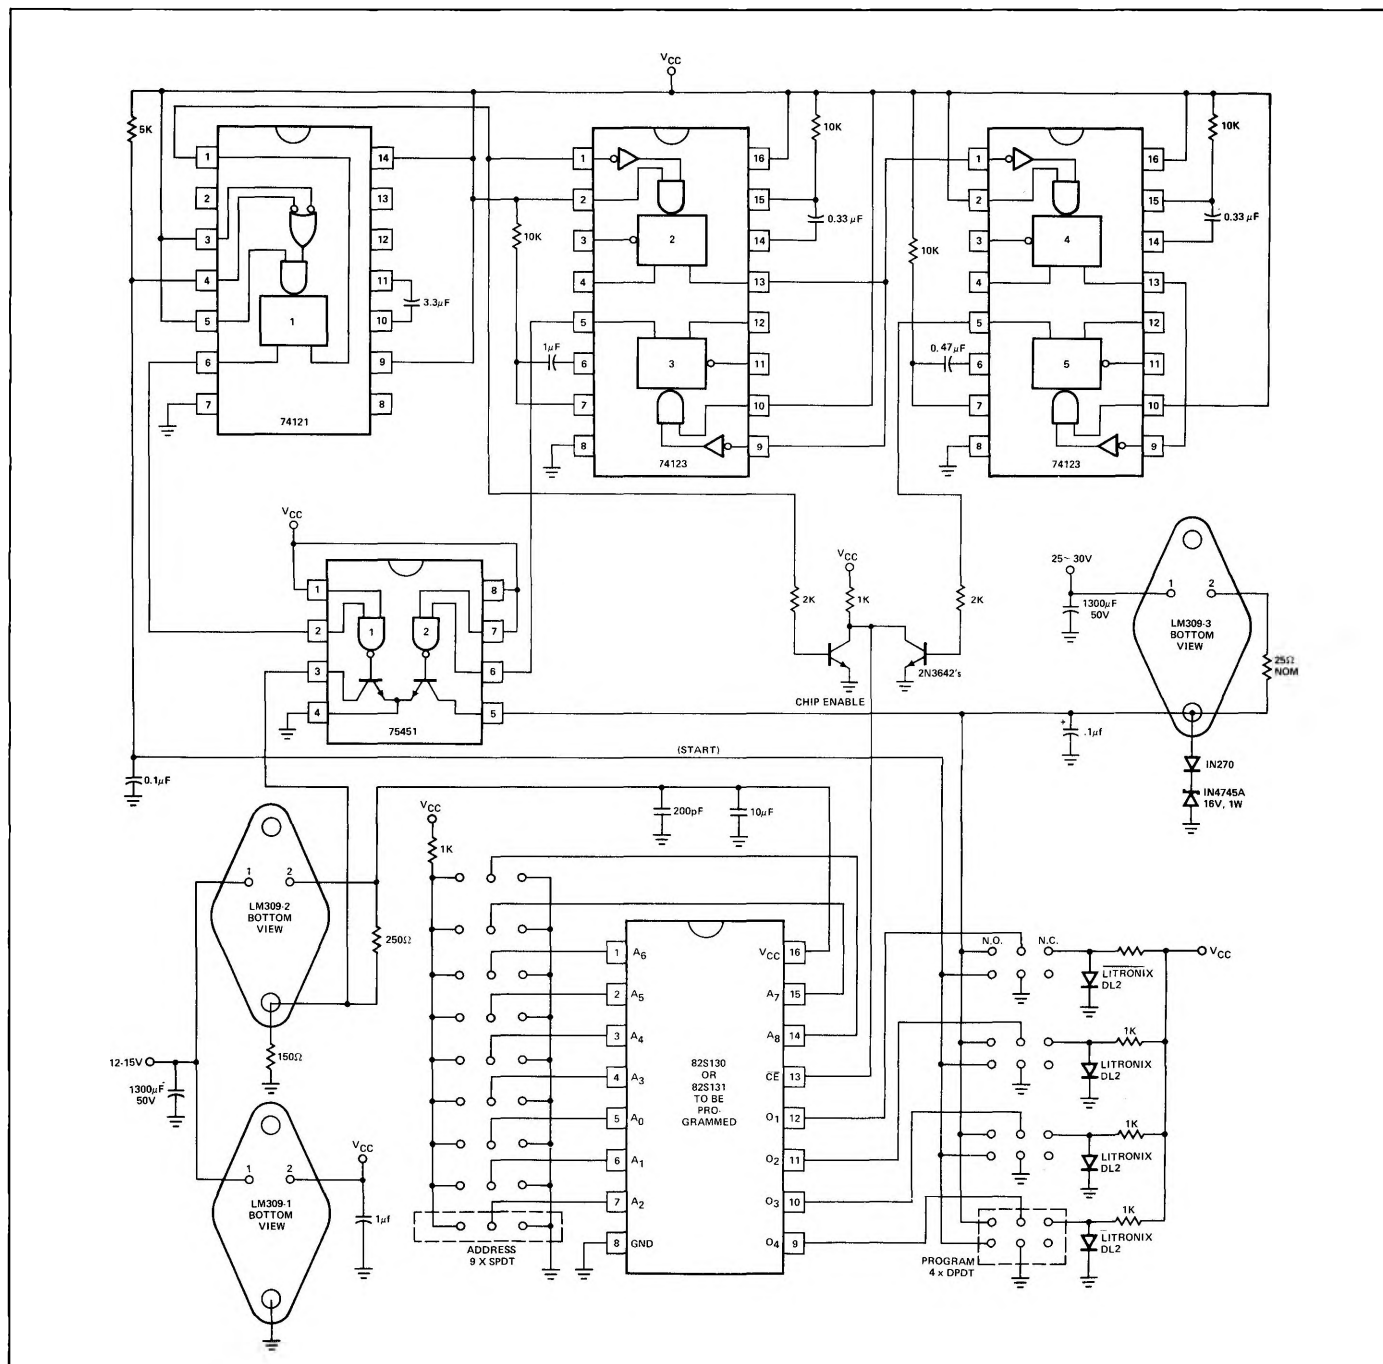 VCC
5K
1
2
3
4
5
6
7
14
13
12
11
10
9
8
1
3.3µF
74121
10K
1µF
1
2
3
4
5
6
7
8
16
15
14
13
12
11
10
9
2
3
74123
10K
0.33 µF
10K
0.47µF
1
2
3
4
5
6
7
8
16
15
14
13
12
11
10
9
4
5
74123
10K
0.33 µF
VCC
1
2
3
4
8
7
6
5
1
2
75451
2K
VCC
1K
2K
2N3642's
CHIP ENABLE
25~ 30V
1300µF
50V
1
2
LM309-3
BOTTOM
VIEW
25Ω
NOM
+
.1µf
IN270
IN4745A
16V, 1W
(START)
0.1µF
200pF
10µF
VCC
1K
1
2
LM309-2
BOTTOM
VIEW
250Ω
150Ω
12-15V
1300µF
50V
1
2
LM309-1
BOTTOM
VIEW
VCC
1µf
ADDRESS
9 X SPDT
1 A6
2 A5
3 A4
4 A3
5 A0
6 A1
7 A2
8 GND
VCC 16
A7 15
A8 14
CE 13
O1 12
O2 11
O3 10
O4 9
82S130
OR
82S131
TO BE
PRO-
GRAMMED
N.O.
N.C.
VCC
LITRONIX
DL2
1K
LITRONIX
DL2
1K
LITRONIX
DL2
1K
LITRONIX
DL2
PROGRAM
4 x DPDT